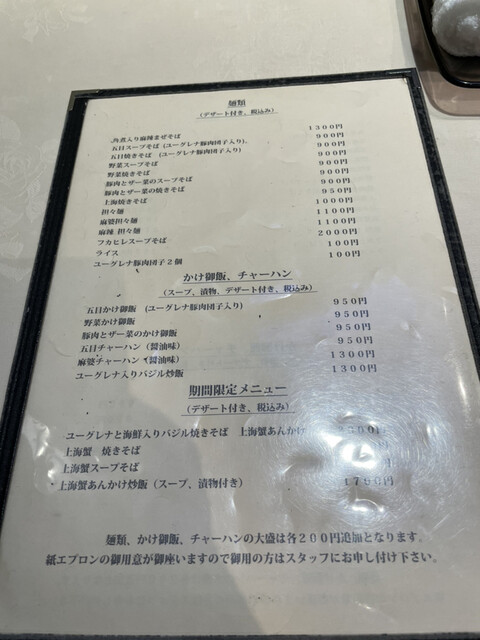 麺類
(デザート付き、税込み)
角煮入り麻辣まぜそば 1300円
五目スープそば (ユーグレナ豚肉団子入り) 900円
五目焼きそば (ユーグレナ豚肉団子入り) 900円
野菜スープそば 900円
野菜焼きそば 900円
豚肉とザー菜のスープそば 900円
豚肉とザー菜の焼きそば 900円
上海焼きそば 950円
担々麺 1000円
麻婆担々麺 1100円
麻辣 担々麺 1100円
フカヒレスープそば 2000円
ライス 100円
ユーグレナ豚肉団子2個 100円
かけ御飯、チャーハン
(スープ、漬物、デザート付き、税込み)
五目かけ御飯 (ユーグレナ豚肉団子入り) 950円
野菜かけ御飯 950円
豚肉とザー菜のかけ御飯 950円
五目チャーハン (醤油味) 950円
麻婆チャーハン (醤油味) 1300円
ユーグレナ入りバジル炒飯 1300円
期間限定メニュー
(デザート付き、税込み)
ユーグレナと海鮮入りバジル焼きそば 上海蟹あんかけ
上海蟹 焼きそば
上海蟹スープそば
上海蟹あんかけ炒飯 (スープ、漬物付き) 1760円
麺類、かけ御飯、チャーハンの大盛は各200円追加となります。
紙エプロンの御用意が御座いますので御用の方はスタッフにお申し付け下さい。